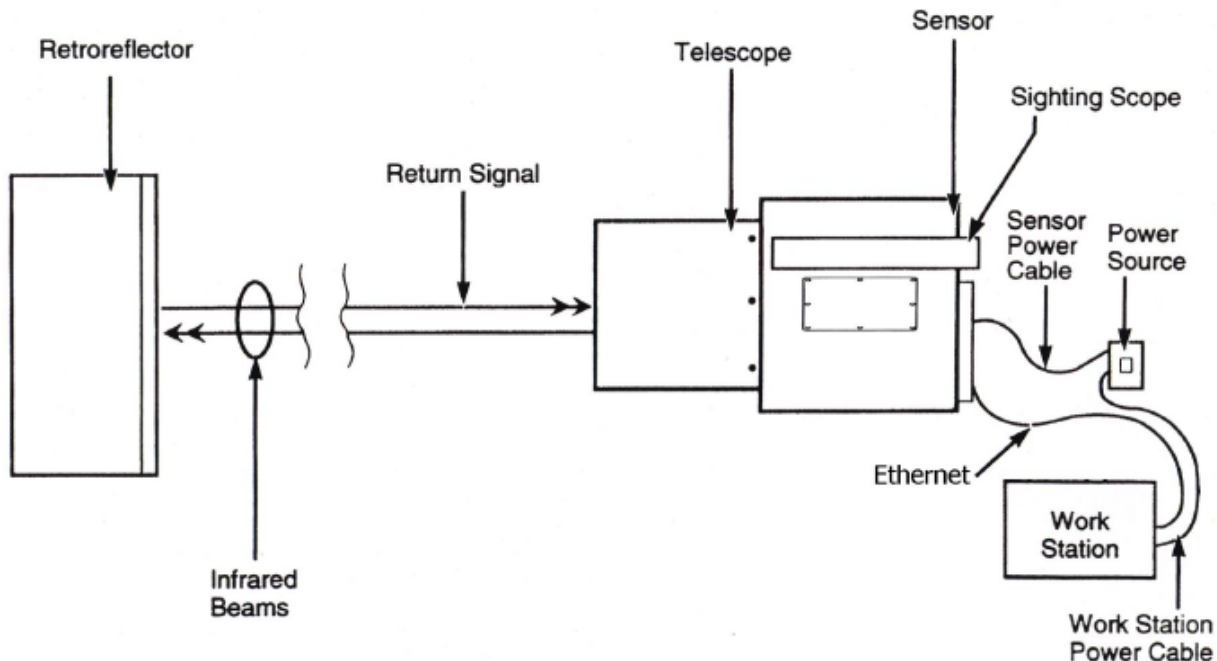 Sensor
Retroreflector
Telescope
Sighting Scope
Return Signal
Sensor
Power
Cable
Power
Source
Ethernet
Work
Station
Infrared
Beams
Work Station
Power Cable